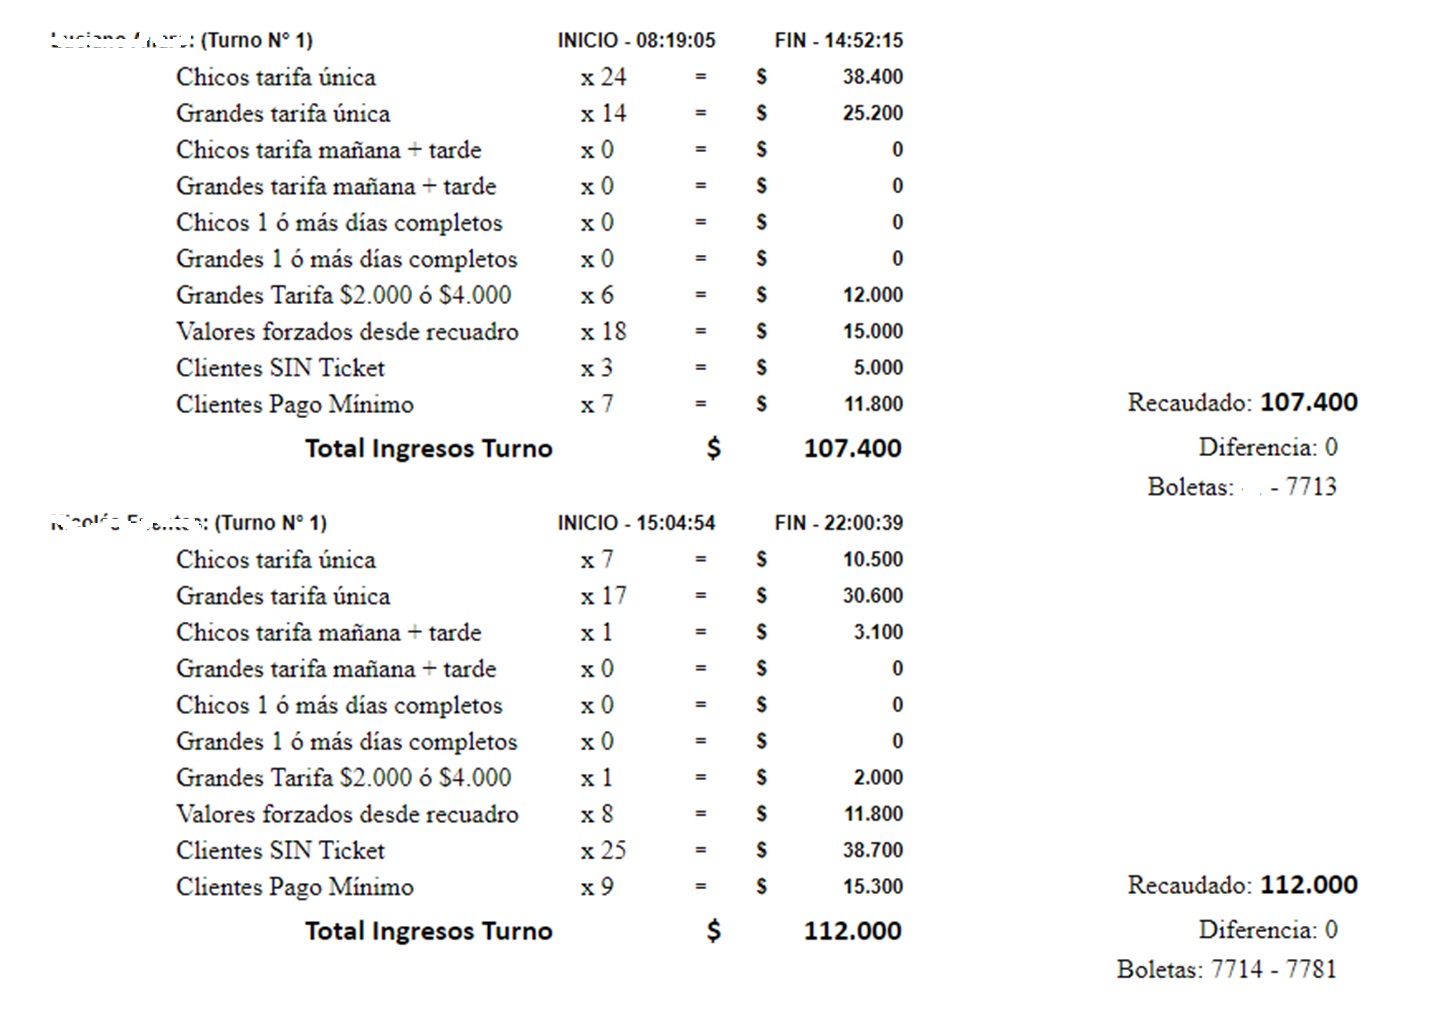 : (Turno N° 1) INICIO - 08:19:05 FIN - 14:52:15
Chicos tarifa única x 24 = $ 38.400
Grandes tarifa única x 14 = $ 25.200
Chicos tarifa mañana + tarde x 0 = $ 0
Grandes tarifa mañana + tarde x 0 = $ 0
Chicos 1 ó más días completos x 0 = $ 0
Grandes 1 ó más días completos x 0 = $ 0
Grandes Tarifa $2.000 ó $4.000 x 6 = $ 12.000
Valores forzados desde recuadro x 18 = $ 15.000
Clientes SIN Ticket x 3 = $ 5.000
Clientes Pago Mínimo x 7 = $ 11.800
Recaudado: 107.400
Total Ingresos Turno $ 107.400
Diferencia: 0
Boletas: - 7713
: (Turno N° 1) INICIO - 15:04:54 FIN - 22:00:39
Chicos tarifa única x 7 = $ 10.500
Grandes tarifa única x 17 = $ 30.600
Chicos tarifa mañana + tarde x 1 = $ 3.100
Grandes tarifa mañana + tarde x 0 = $ 0
Chicos 1 ó más días completos x 0 = $ 0
Grandes 1 ó más días completos x 0 = $ 0
Grandes Tarifa $2.000 ó $4.000 x 1 = $ 2.000
Valores forzados desde recuadro x 8 = $ 11.800
Clientes SIN Ticket x 25 = $ 38.700
Clientes Pago Mínimo x 9 = $ 15.300
Recaudado: 112.000
Total Ingresos Turno $ 112.000
Diferencia: 0
Boletas: 7714 - 7781